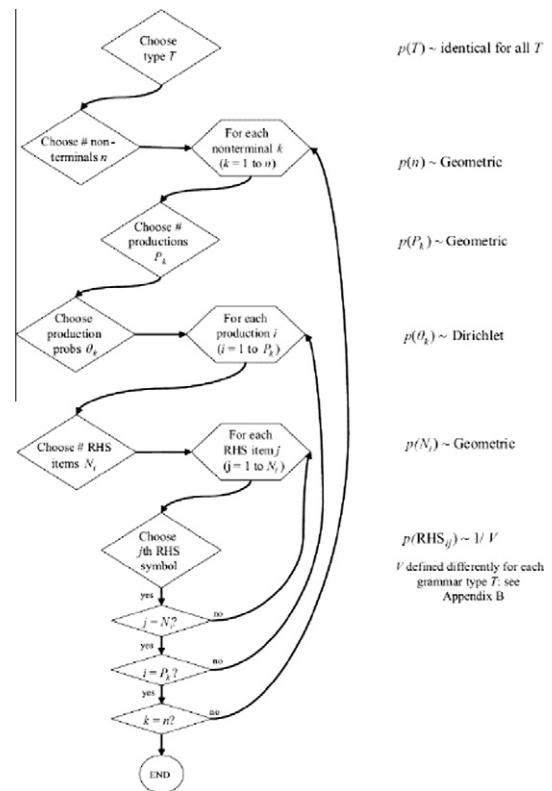 Choose
type T
p(T) ~ identical for all T
Choose # non-
terminals n
For each
nonterminal k
(k = 1 to n)
p(n) ~ Geometric
Choose #
productions
P_k
p(P_k) ~ Geometric
Choose
production
probs θ_k
For each
production i
(i = 1 to P_k)
p(θ_k) ~ Dirichlet
Choose # RHS
items N_i
For each
RHS item j
(j = 1 to N_i)
p(N_i) ~ Geometric
Choose
jth RHS
symbol
p(RHS_ij) ~ 1/ V
V defined differently for each
grammar type T: see
Appendix B
yes
j = N_i?
no
yes
i = P_k?
no
yes
k = n?
no
END